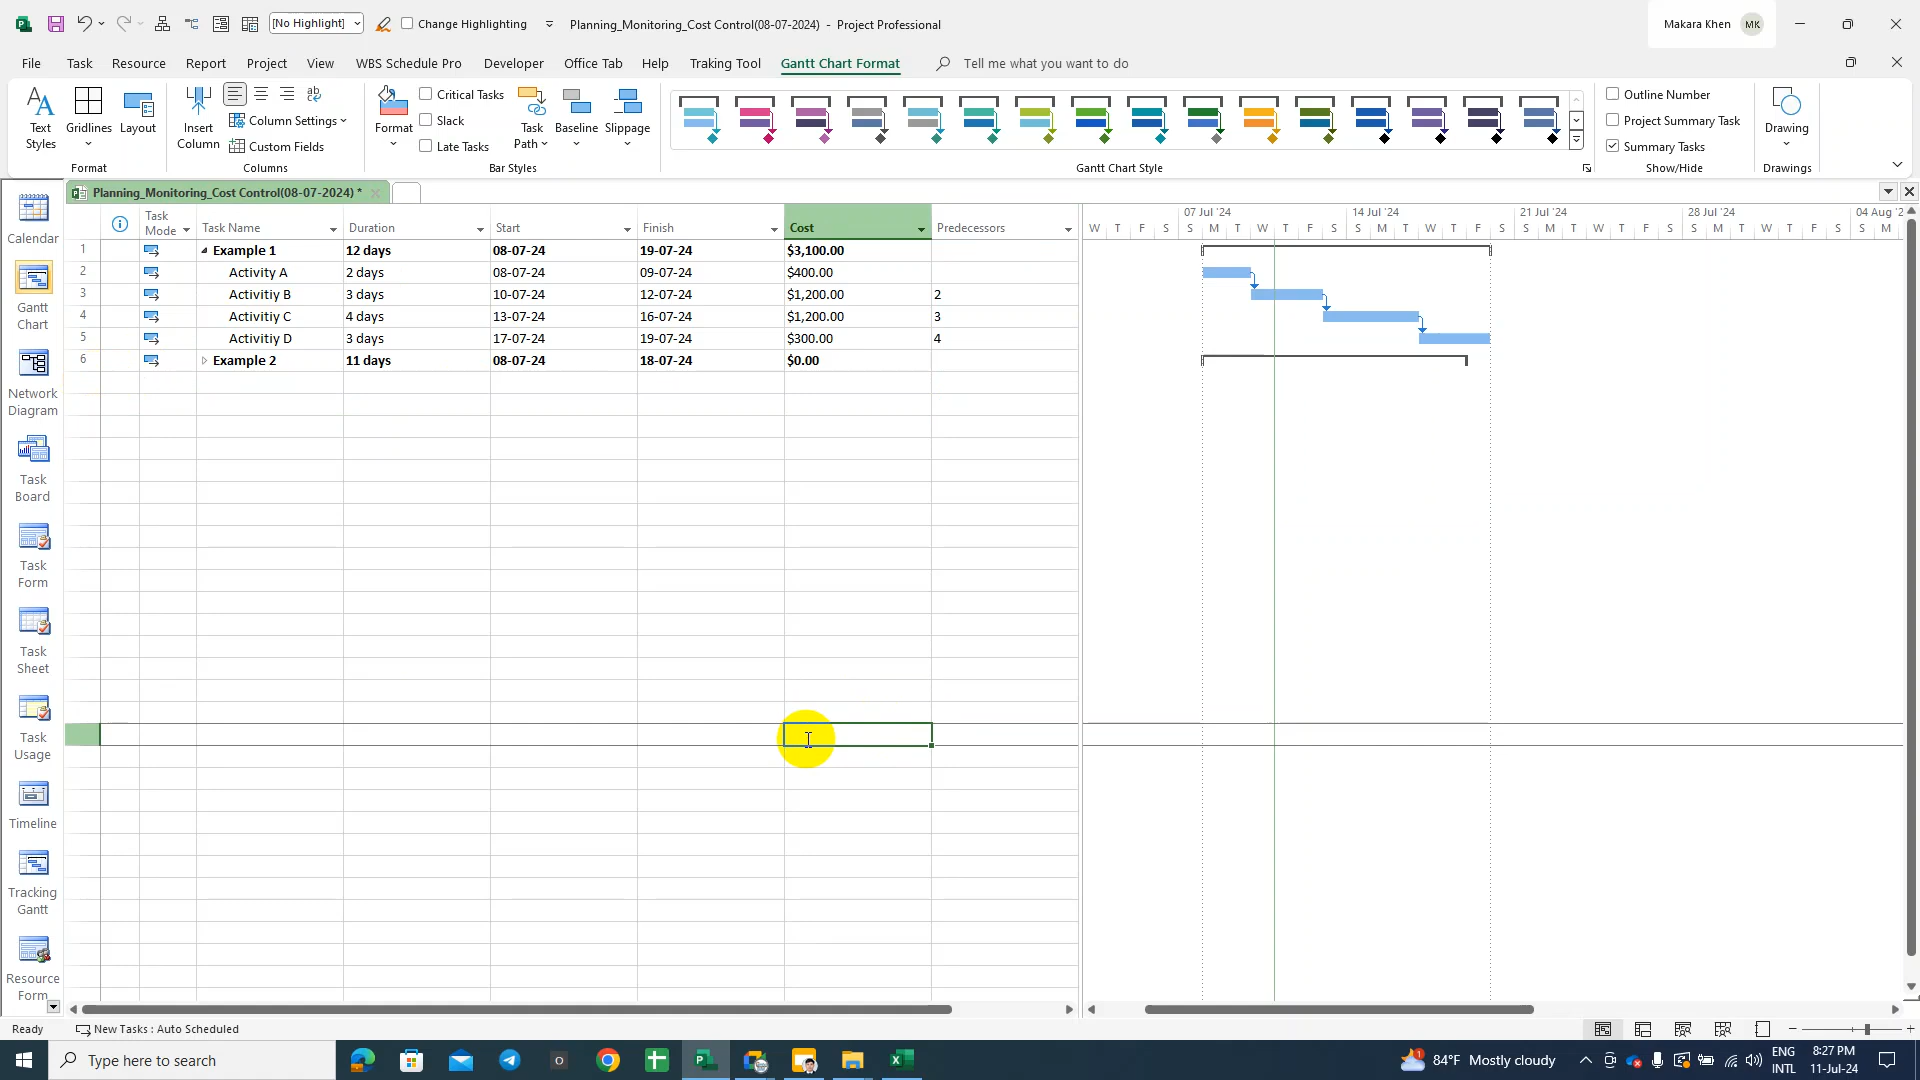 [No Highlight]
Change Highlighting
Planning_Monitoring_Cost Control(08-07-2024) - Project Professional
Makara Khen
MK
File Task Resource Report Project View WBS Schedule Pro Developer Office Tab Help Traking Tool Gantt Chart Format Tell me what you want to do
Text Styles
Gridlines
Layout
Format
Insert Column
ab
Column Settings
Custom Fields
Columns
Format
Critical Tasks
Slack
Late Tasks
Task Path
Baseline
Slippage
Bar Styles
Gantt Chart Style
Outline Number
Project Summary Task
Summary Tasks
Show/Hide
Drawing
Drawings
Planning_Monitoring_Cost Control(08-07-2024) *
Calendar
Gantt Chart
Network Diagram
Task Board
Task Form
Task Sheet
Task Usage
Timeline
Tracking Gantt
Resource Form
Task Mode Task Name Duration Start Finish Cost Predecessors
1 Example 1 12 days 08-07-24 19-07-24 $3,100.00
2 Activity A 2 days 08-07-24 09-07-24 $400.00
3 Activitiy B 3 days 10-07-24 12-07-24 $1,200.00 2
4 Activitiy C 4 days 13-07-24 16-07-24 $1,200.00 3
5 Activitiy D 3 days 17-07-24 19-07-24 $300.00 4
6 Example 2 11 days 08-07-24 18-07-24 $0.00
07 Jul '24 14 Jul '24 21 Jul '24 28 Jul '24 04 Aug '2
W T F S S M T W T F S S M T W T F S S M T W T F S S M T W T F S S M
Ready
New Tasks : Auto Scheduled
Type here to search
84°F Mostly cloudy
ENG
INTL
8:27 PM
11-Jul-24